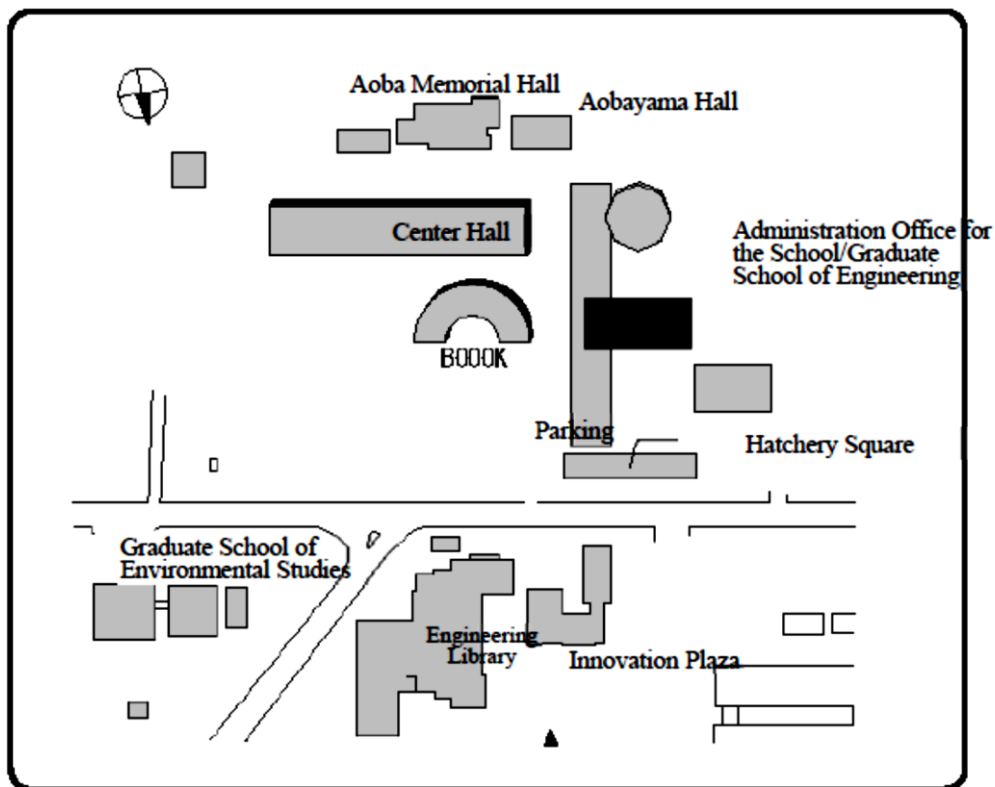 Aoba Memorial Hall
Aobayama Hall
Center Hall
Administration Office for
the School/Graduate
School of Engineering
BOOOK
Parking
Hatchery Square
Graduate School of
Environmental Studies
Engineering
Library
Innovation Plaza